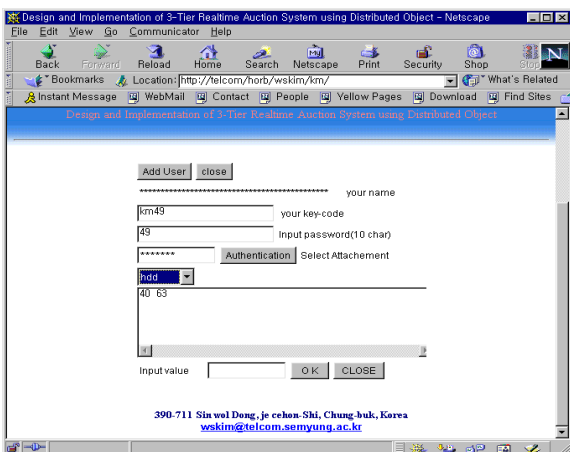 Design and Implementation of 3-Tier Realtime Auction System using Distributed Object - Netscape
File Edit View Go Communicator Help
Back Forward Reload Home Search Netscape Print Security Shop Stop
Bookmarks Location: http://telcom/horb/wskim/km/ What's Related
Instant Message WebMail Contact People Yellow Pages Download Find Sites
Design and Implementation of 3-Tier Realtime Auction System using Distributed Object
Add User close
******************************************** your name
km49 your key-code
49 Input password(10 char)
******* Authentication Select Attachement
hdd
40 63
Input value O K CLOSE
390-711 Sin wol Dong, je cehon-Shi, Chung-buk, Korea
wskim@telcom.semyung.ac.kr